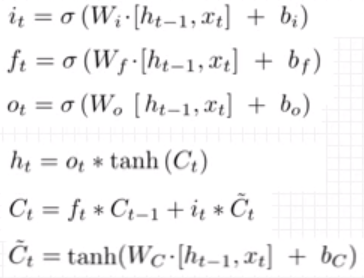 i_t = σ (W_i·[h_{t−1}, x_t] + b_i)
f_t = σ (W_f·[h_{t−1}, x_t] + b_f)
o_t = σ (W_o [h_{t−1}, x_t] + b_o)
h_t = o_t * tanh (C_t)
C_t = f_t * C_{t−1} + i_t * C̃_t
C̃_t = tanh(W_C·[h_{t−1}, x_t] + b_C)